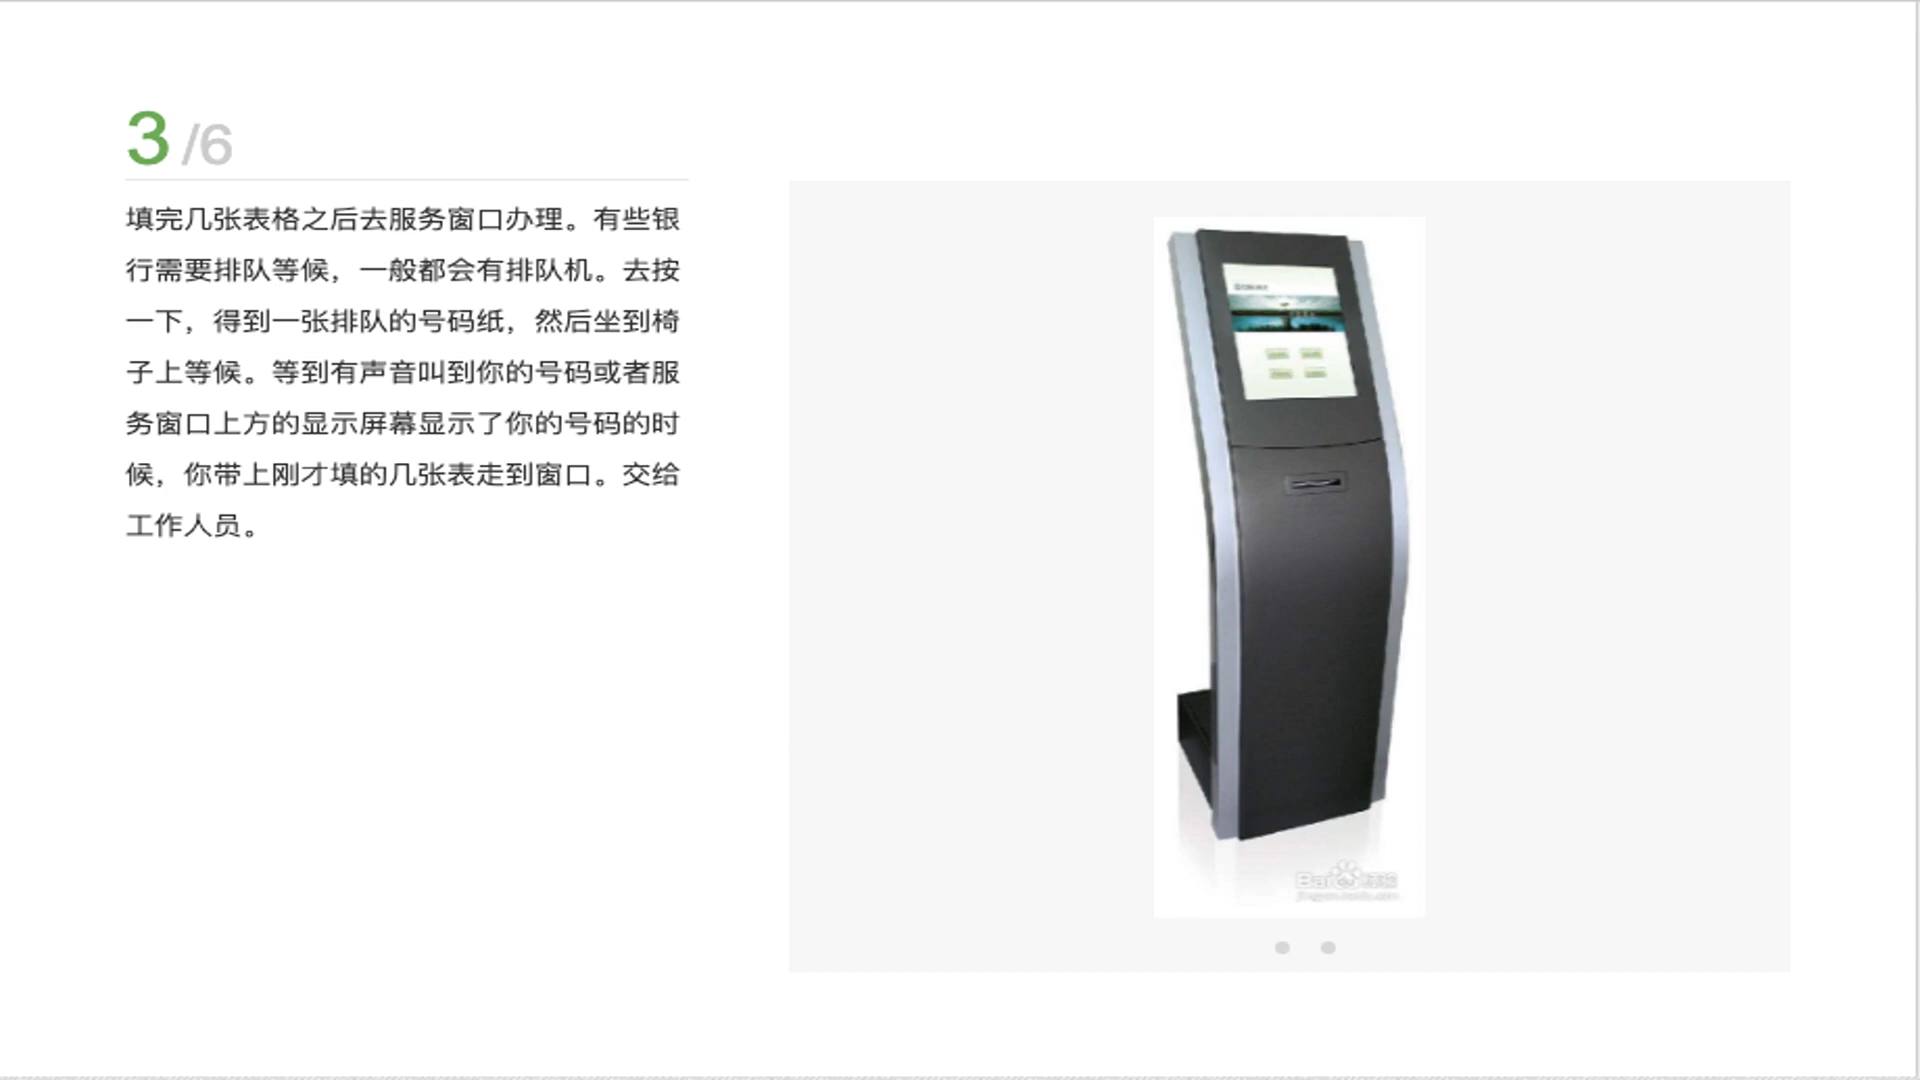 3 /6
填完几张表格之后去服务窗口办理。有些银
行需要排队等候，一般都会有排队机。去按
一下，得到一张排队的号码纸，然后坐到椅
子上等候。等到有声音叫到你的号码或者服
务窗口上方的显示屏幕显示了你的号码的时
候，你带上刚才填的几张表走到窗口。交给
工作人员。
Baidu